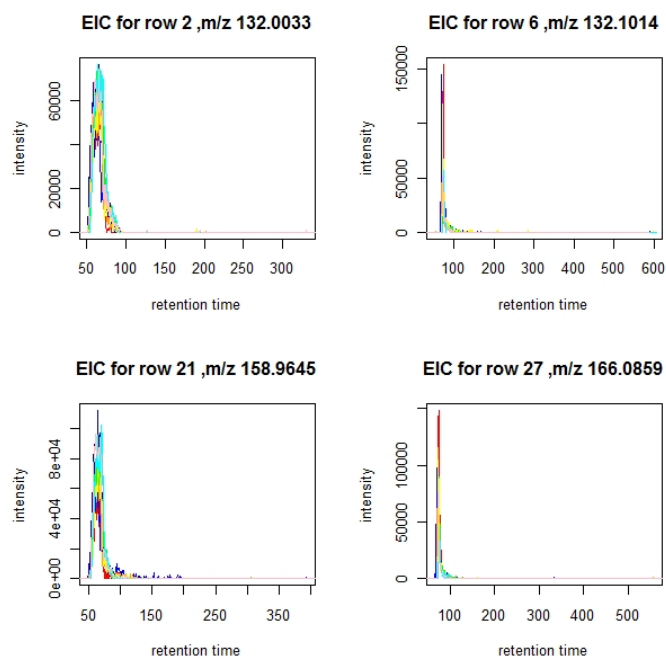 EIC for row 2 ,m/z 132.0033
60000
intensity
20000
0
50 100 150 200 250 300
retention time
EIC for row 6 ,m/z 132.1014
150000
intensity
50000
0
100 200 300 400 500 600
retention time
EIC for row 21 ,m/z 158.9645
8e+04
intensity
4e+04
0e+00
50 150 250 350
retention time
EIC for row 27 ,m/z 166.0859
100000
intensity
50000
0
100 200 300 400 500
retention time